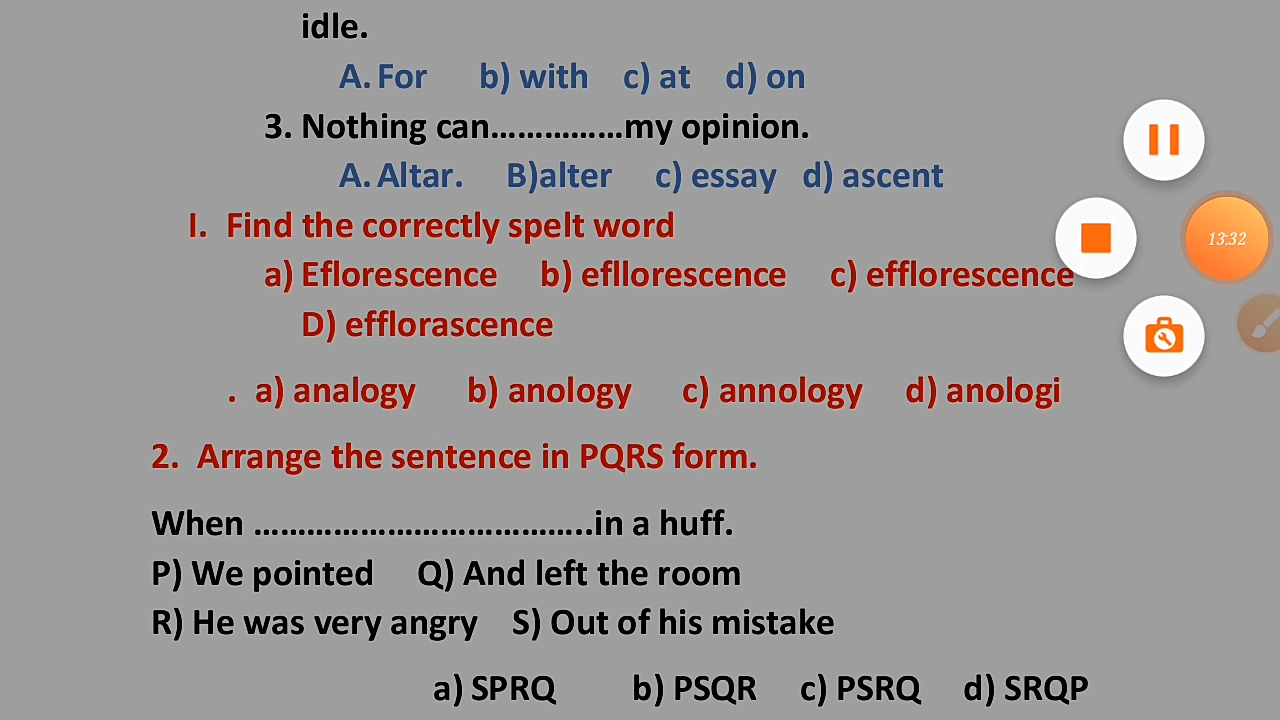 idle.
A. For b) with c) at d) on
3. Nothing can……………my opinion.
A. Altar. B)alter c) essay d) ascent
I. Find the correctly spelt word
a) Eflorescence b) efllorescence c) efflorescence
D) efflorascence
. a) analogy b) anology c) annology d) anologi
2. Arrange the sentence in PQRS form.
When ………………………………..in a huff.
P) We pointed Q) And left the room
R) He was very angry S) Out of his mistake
a) SPRQ b) PSQR c) PSRQ d) SRQP
13:32